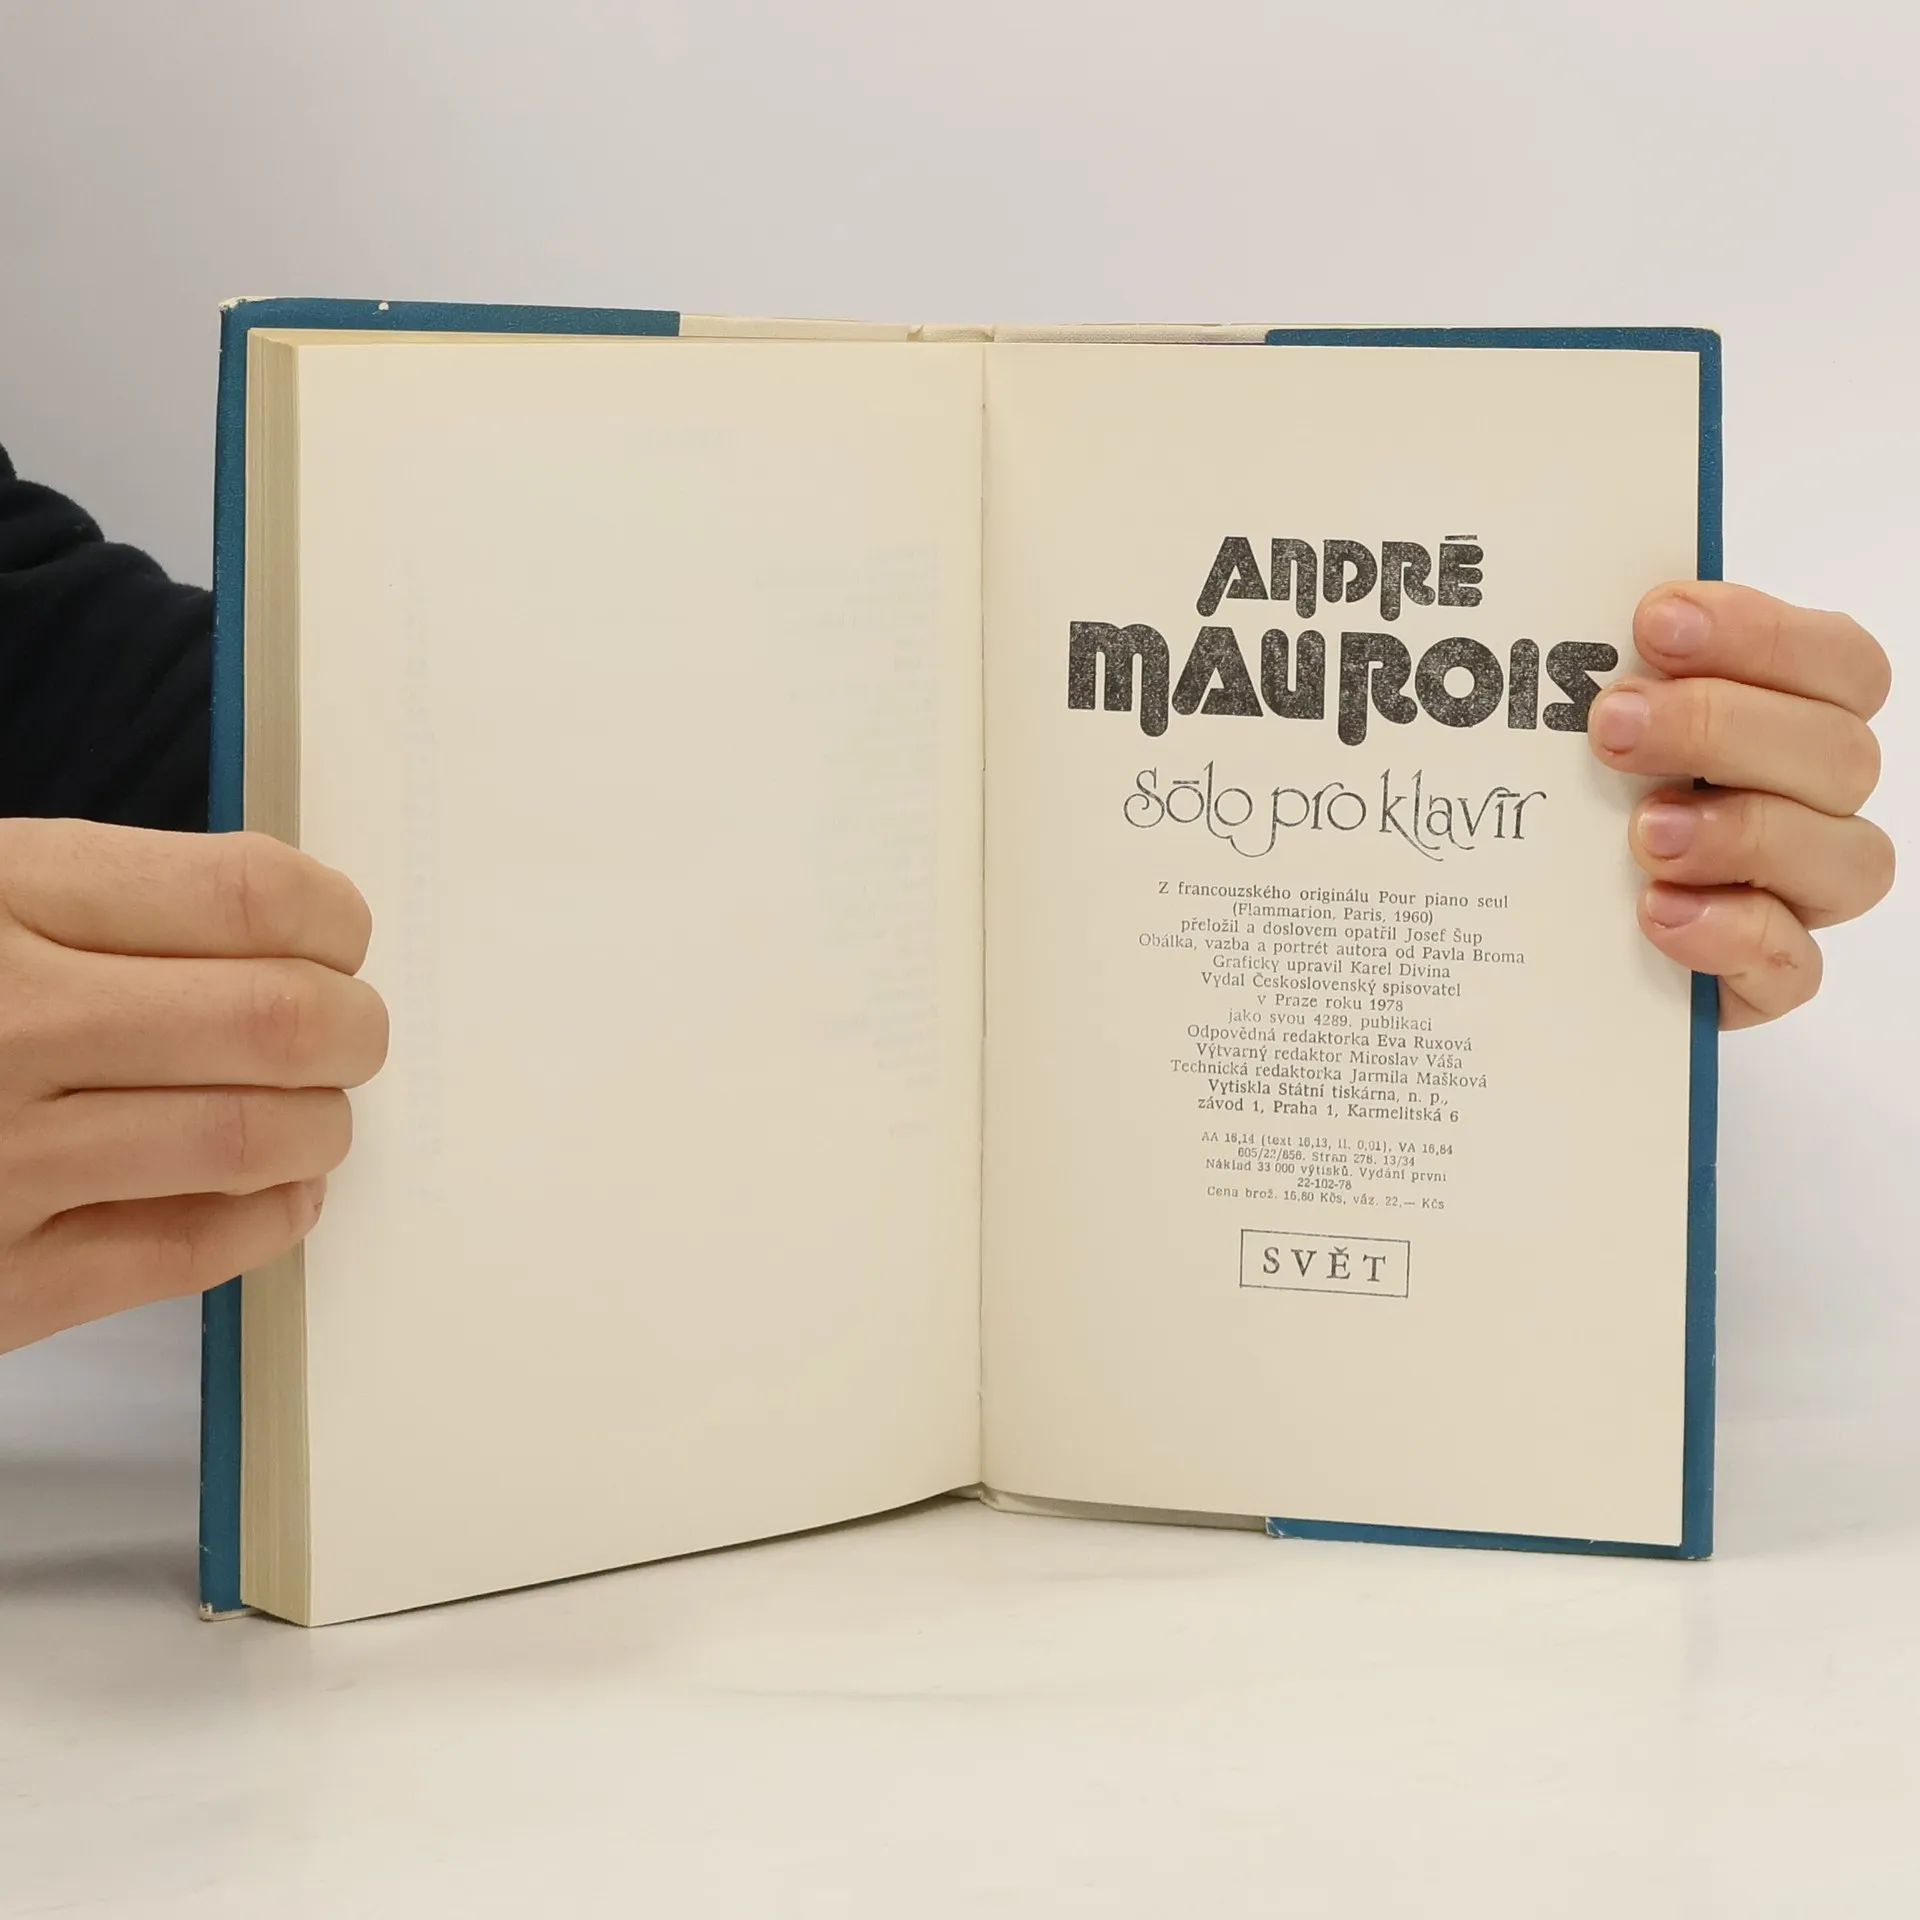 ANDRÉ
MAUROIS
Sólo pro klavír
Z francouzského originálu Pour piano seul
(Flammarion, Paris, 1960)
přeložil a doslovem opatřil Josef Šup
Obálka, vazba a portrét autora od Pavla Broma
Graficky upravil Karel Divina
Vydal Československý spisovatel
v Praze roku 1978
jako svou 4289. publikaci
Odpovědná redaktorka Eva Ruxová
Výtvarný redaktor Miroslav Váša
Technická redaktorka Jarmila Mašková
Vytiskla Státní tiskárna, n. p.,
závod 1, Praha 1, Karmelitská 6
AA 16,14 (text 16,13, il. 0,01), VA 16,84
605/22/856. Stran 276. 13/34
Náklad 33 000 výtisků. Vydání první
22-102-78
Cena brož. 16,80 Kčs, váz. 22,— Kčs
SVĚT